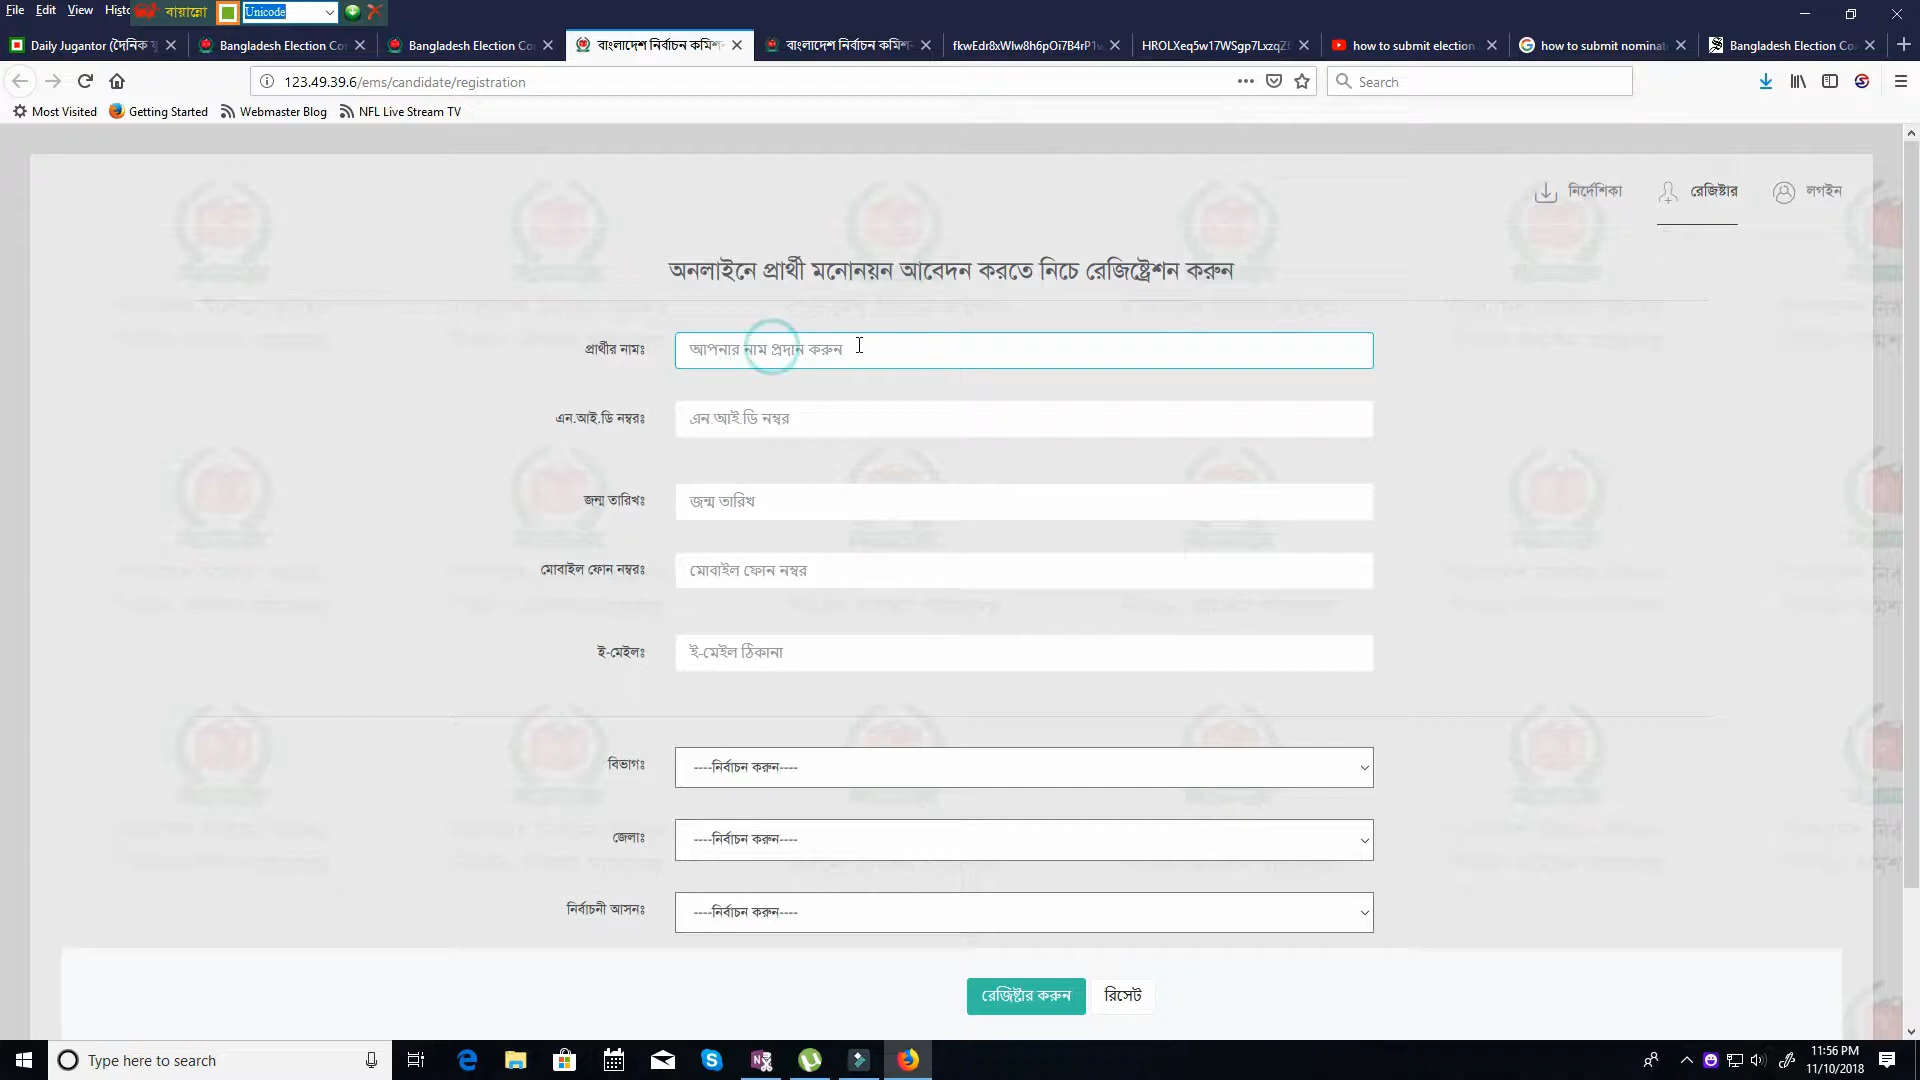 File Edit View Histo বায়ান্নো Unicode
Daily Jugantor (দৈনিক যু Bangladesh Election Co Bangladesh Election Co বাংলাদেশ নির্বাচন কমিশ বাংলাদেশ নির্বাচন কমিশ HROLXeq5w17WSgp7LxzqZ how to submit election how to submit nominat Bangladesh Election Co
123.49.39.6/ems/candidate/registration Search
Most Visited Getting Started Webmaster Blog NFL Live Stream TV
নির্দেশিকা রেজিষ্টার লগইন
অনলাইনে প্রার্থী মনোনয়ন আবেদন করতে নিচে রেজিষ্ট্রেশন করুন
প্রার্থীর নামঃ আপনার নাম প্রদান করুন
এন.আই.ডি নম্বরঃ এন.আই.ডি নম্বর
জন্ম তারিখঃ জন্ম তারিখ
মোবাইল ফোন নম্বরঃ মোবাইল ফোন নম্বর
ই-মেইলঃ ই-মেইল ঠিকানা
বিভাগঃ ----নির্বাচন করুন----
জেলাঃ ----নির্বাচন করুন----
নির্বাচনী আসনঃ ----নির্বাচন করুন----
রেজিষ্টার করুন রিসেট
Type here to search 11:56 PM
11/10/2018